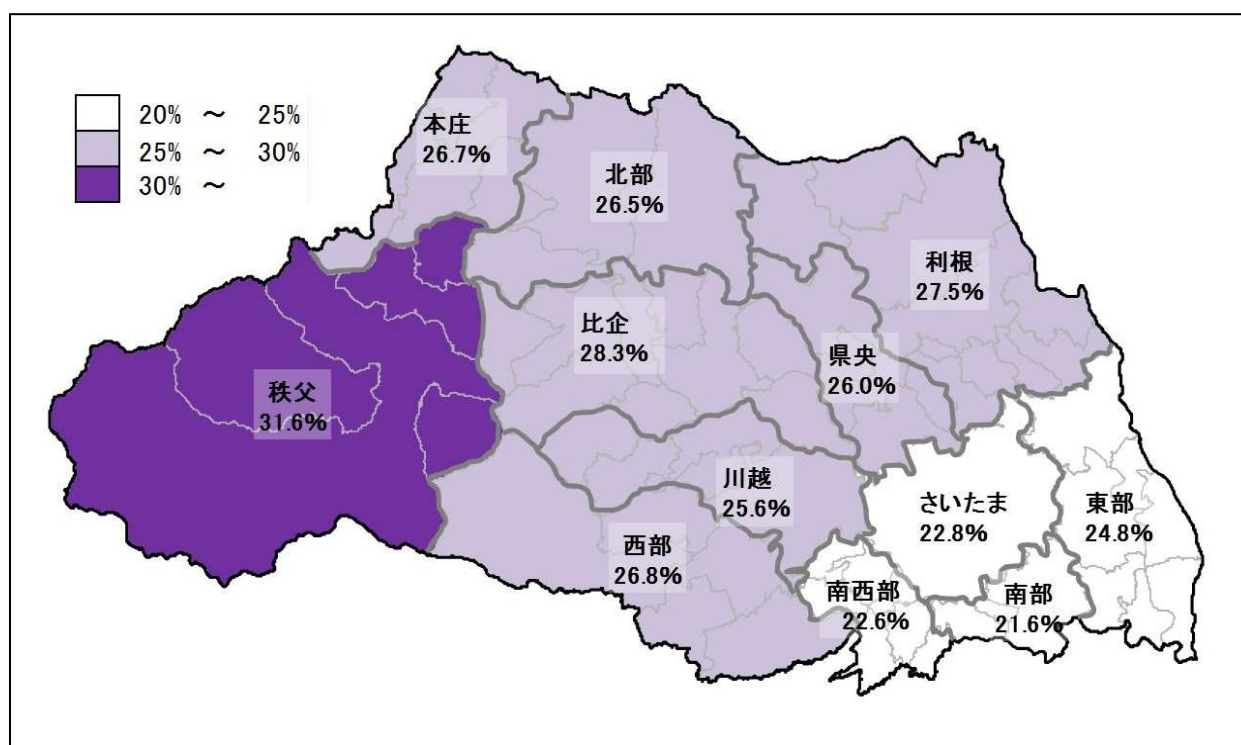 20% ～ 25%
25% ～ 30%
30% ～
本庄
26.7%
北部
26.5%
利根
27.5%
比企
28.3%
県央
26.0%
秩父
31.6%
川越
25.6%
さいたま
22.8%
東部
24.8%
西部
26.8%
南西部
22.6%
南部
21.6%